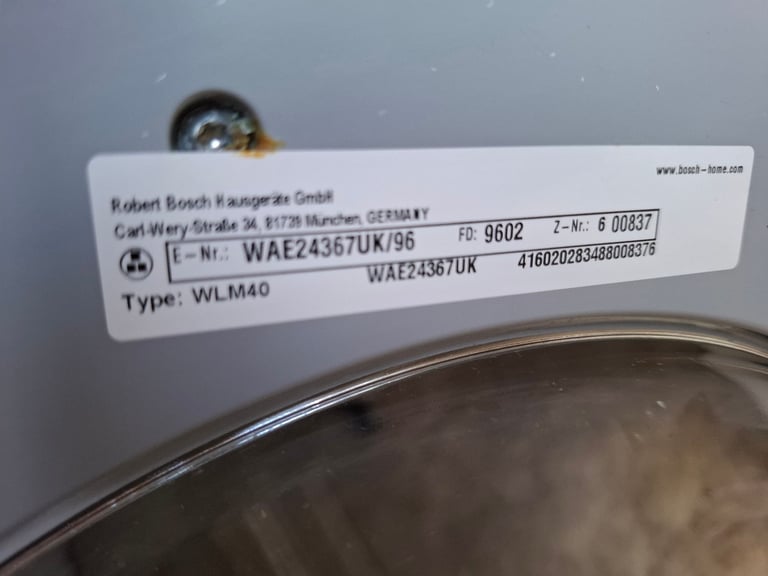 www.bosch-home.com
Robert Bosch Hausgeräte GmbH
Carl-Wery-Straße 34, 81739 München, GERMANY
E-Nr.: WAE24367UK/96 FD: 9602 Z-Nr.: 6 00837
Type: WLM40 WAE24367UK 416020283488008376